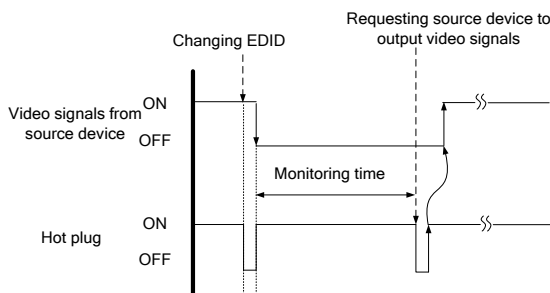 Requesting source device to
output video signals
Changing EDID
Video signals from
source device
ON
OFF
Monitoring time
Hot plug
ON
OFF